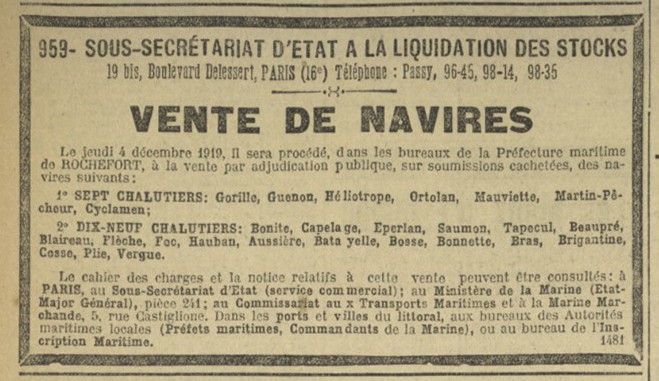 959- SOUS-SECRÉTARIAT D'ETAT A LA LIQUIDATION DES STOCKS
19 bis, Boulevard Delessert, PARIS (16e) Téléphone : Passy, 96-45, 98-14, 98-35
VENTE DE NAVIRES
Le jeudi 4 décembre 1919, il sera procédé, dans les bureaux de la Préfecture maritime
de ROCHEFORT, à la vente par adjudication publique, sur soumissions cachetées, des na-
vires suivants :
1° SEPT CHALUTIERS: Gorille, Guenon, Héliotrope, Ortolan, Mauviette, Martin-Pê-
cheur, Cyclamen;
2° DIX-NEUF CHALUTIERS: Bonite, Capelage, Eperlan, Saumon, Tapecul, Beaupré,
Blaireau, Flèche, Foc, Hauban, Aussière, Bata yelle, Bosse, Bonnette, Bras, Brigantine,
Cosse, Plie, Vergue.
Le cahier des charges et la notice relatifs à cette vente peuvent être consultés: à
PARIS, au Sous-Secrétariat d'Etat (service commercial); au Ministère de la Marine (Etat-
Major Général), pièce 241; au Commissariat au x Transports Maritimes et à la Marine Mar-
chande, 5, rue Castiglione. Dans les ports et villes du littoral, aux bureaux des Autorités
maritimes locales (Préfets maritimes, Commandants de la Marine), ou au bureau de l'Ins-
cription Maritime. 1481